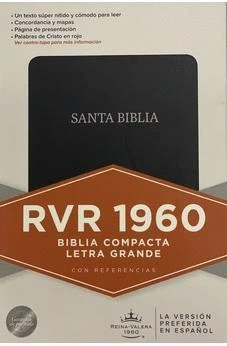 • Un texto súper nítido y cómodo para leer
• Concordancia y mapas
• Página de presentación
• Palabras de Cristo en rojo
Ver contra-tapa para más información
SANTA BIBLIA
RVR 1960
BIBLIA COMPACTA
LETRA GRANDE
CON REFERENCIAS
REINA-VALERA
1960
LA VERSIÓN
PREFERIDA
EN ESPAÑOL